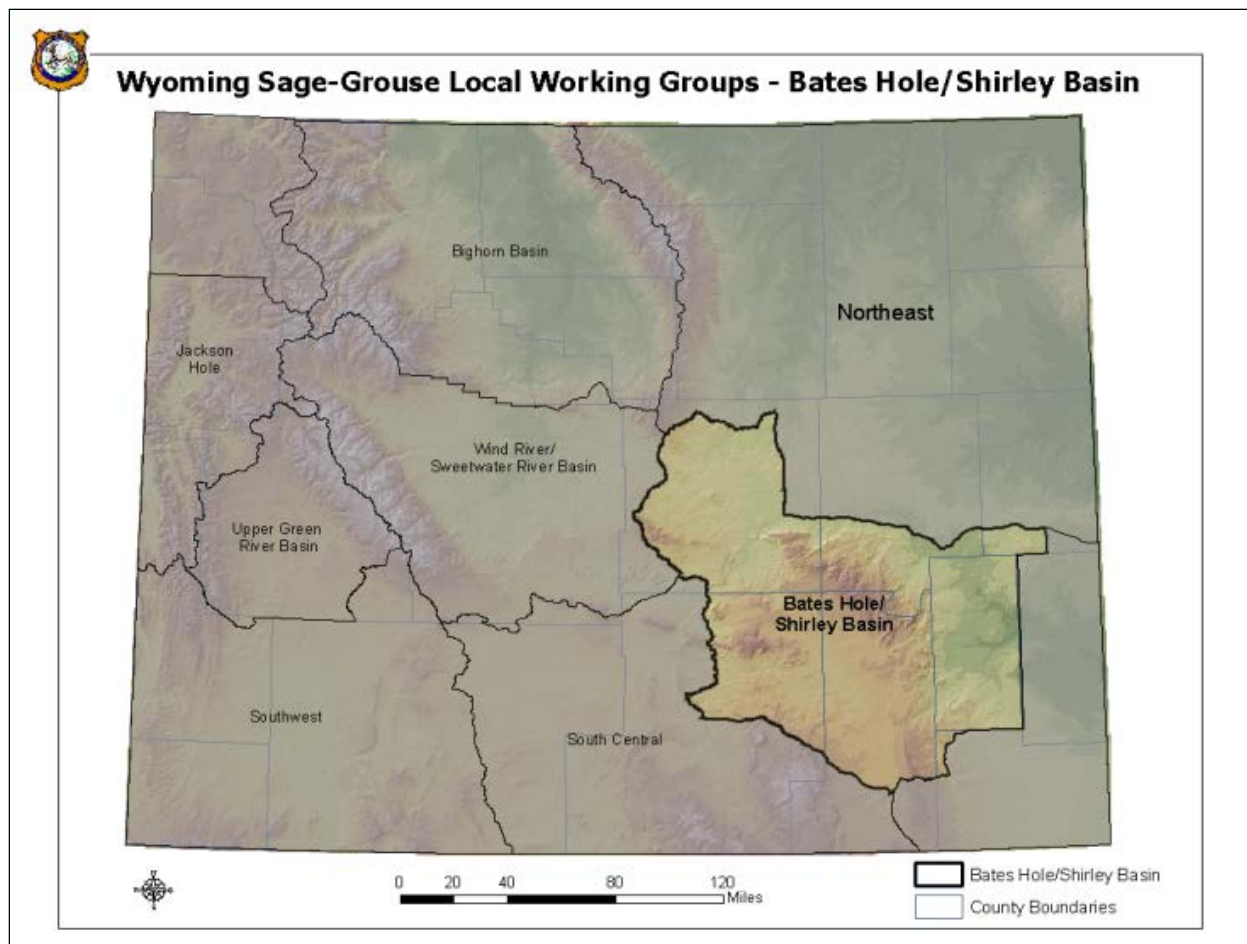 Wyoming Sage-Grouse Local Working Groups - Bates Hole/Shirley Basin
Bighorn Basin
Northeast
Jackson
Hole
Wind River/
Sweetwater River Basin
Upper Green
River Basin
Bates Hole/
Shirley Basin
Southwest
South Central
0 20 40 80 120
Miles
Bates Hole/Shirley Basin
County Boundaries